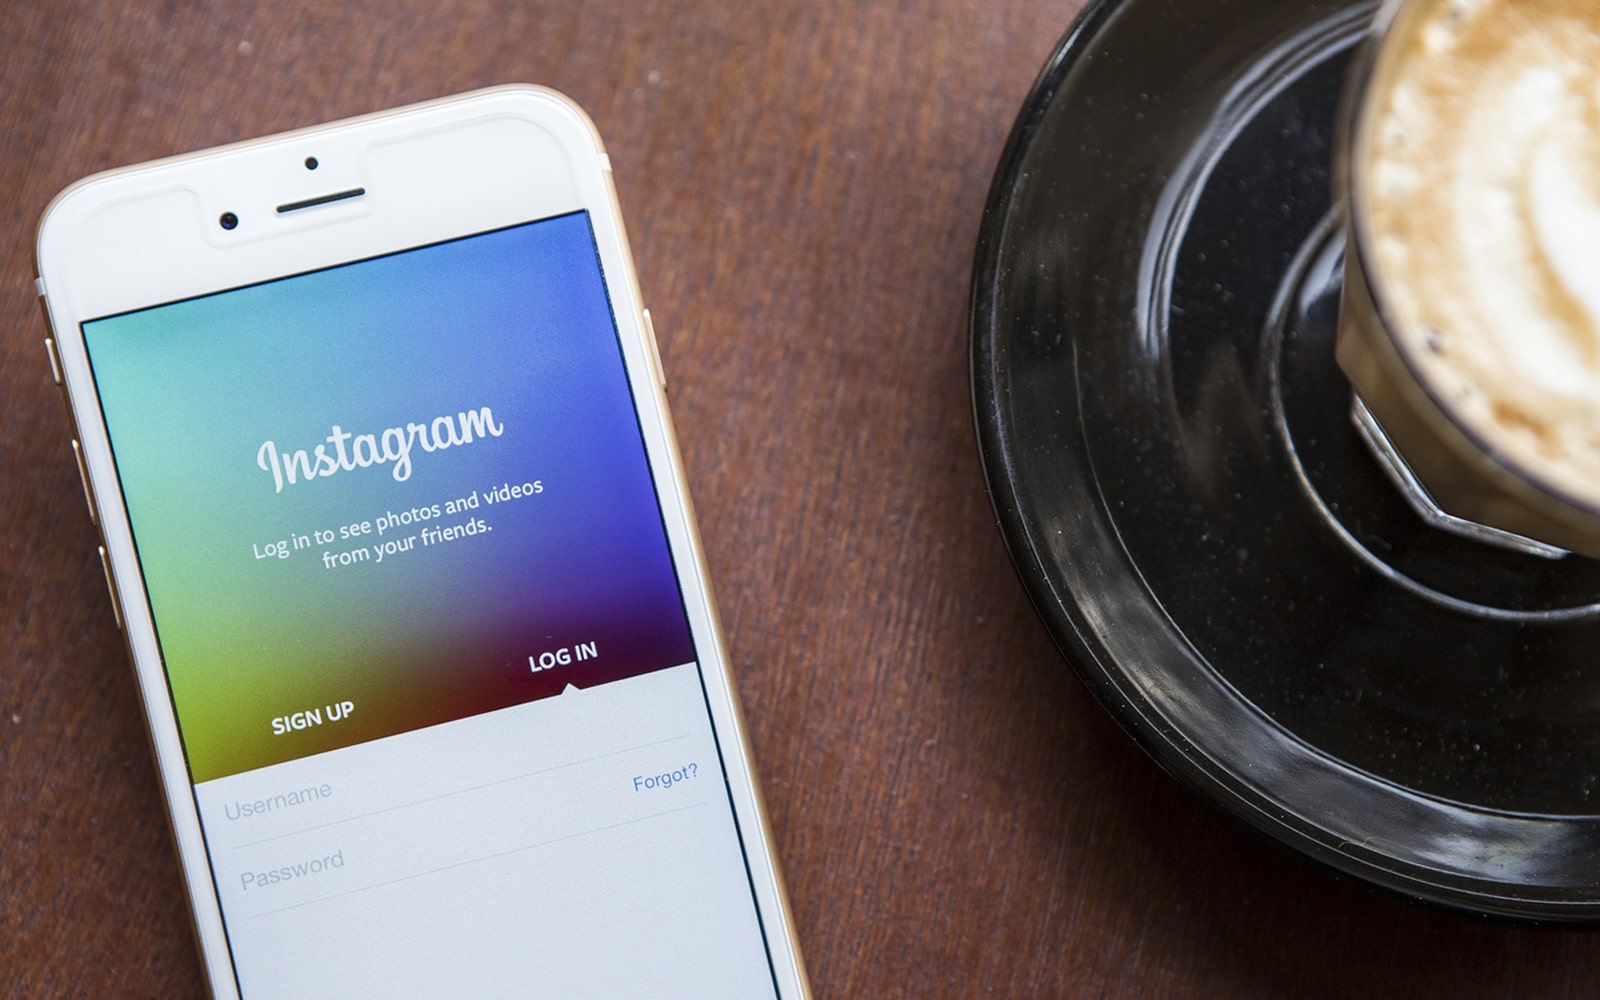 Instagram
Log in to see photos and videos
from your friends.
SIGN UP
LOG IN
Username
Forgot?
Password